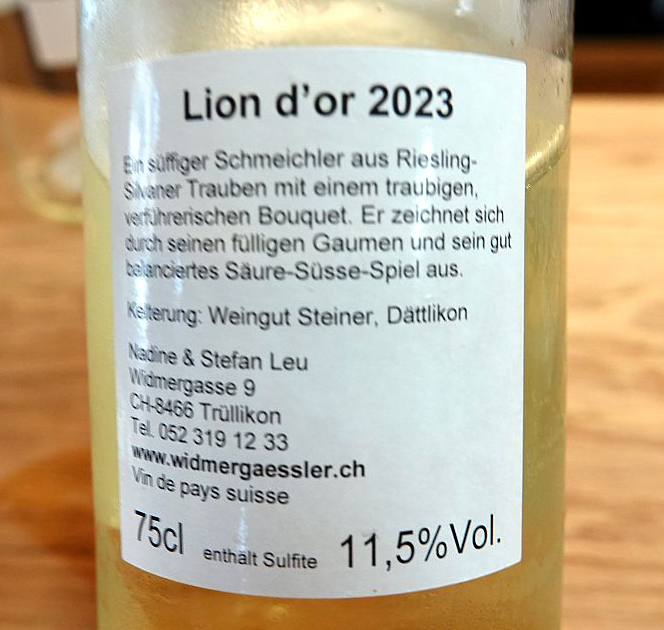 Lion d'or 2023
Ein süffiger Schmeichler aus Riesling-
Silvaner Trauben mit einem traubigen,
verführerischen Bouquet. Er zeichnet sich
durch seinen fülligen Gaumen und sein gut
balanciertes Säure-Süsse-Spiel aus.
Kelterung: Weingut Steiner, Dättlikon
Nadine & Stefan Leu
Widmergasse 9
CH-8466 Trüllikon
Tel. 052 319 12 33
www.widmergaessler.ch
Vin de pays suisse
75cl enthält Sulfite 11,5%Vol.